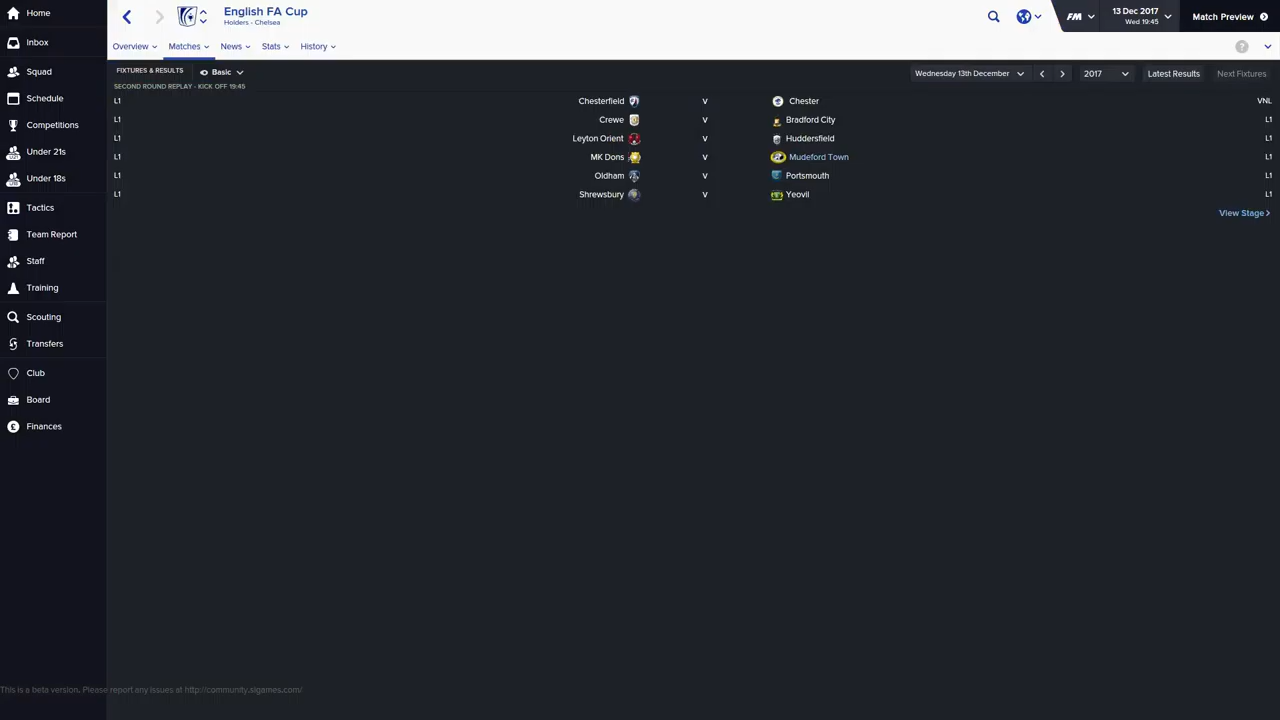 Home
Inbox
Squad
Schedule
Competitions
Under 21s
Under 18s
Tactics
Team Report
Staff
Training
Scouting
Transfers
Club
Board
Finances
English FA Cup
Holders - Chelsea
FM
13 Dec 2017
Wed 19:45
Match Preview
Overview Matches News Stats History
FIXTURES & RESULTS Basic Wednesday 13th December 2017 Latest Results Next Fixtures
SECOND ROUND REPLAY - KICK OFF 19:45
L1 Chesterfield v Chester VNL
L1 Crewe v Bradford City L1
L1 Leyton Orient v Huddersfield L1
L1 MK Dons v Mudeford Town L1
L1 Oldham v Portsmouth L1
L1 Shrewsbury v Yeovil L1
View Stage
This is a beta version. Please report any issues at http://community.sigames.com/